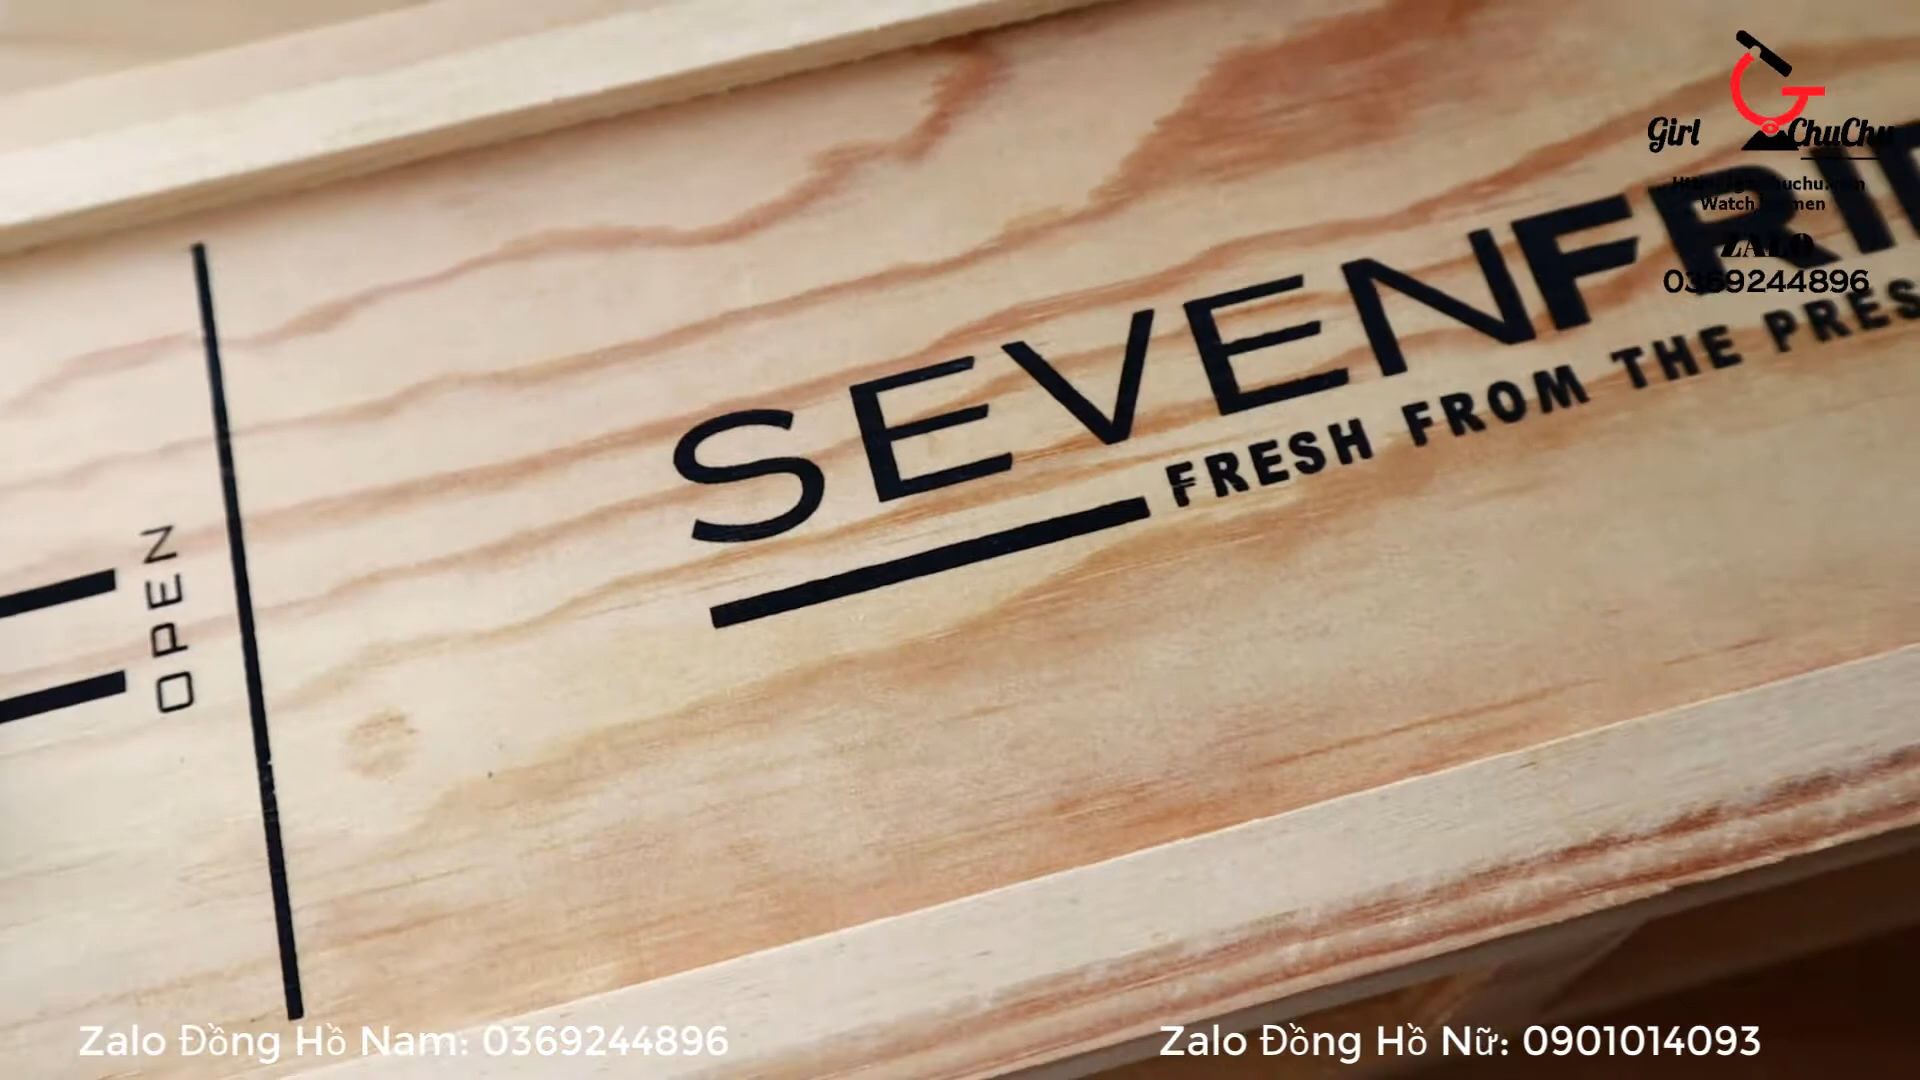 Girl ChuChu
Watch
ZALO
0369244896
SEVENFRI
FRESH FROM THE PRES
OPEN
Zalo Đồng Hồ Nam: 0369244896
Zalo Đồng Hồ Nữ: 0901014093